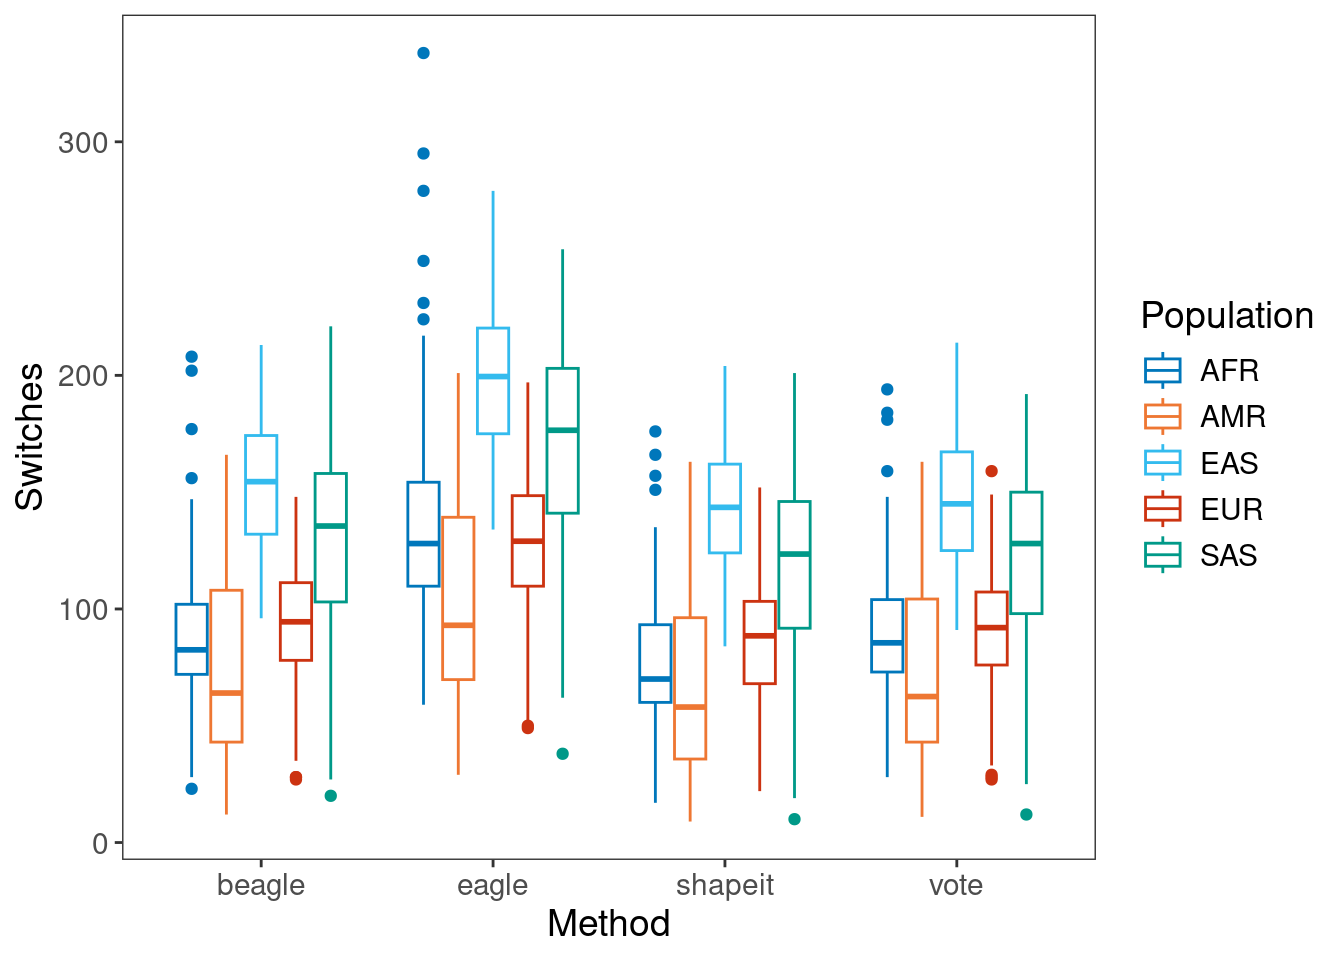 Switches
300
200
100
0
beagle eagle shapeit vote
Method
Population
AFR
AMR
EAS
EUR
SAS